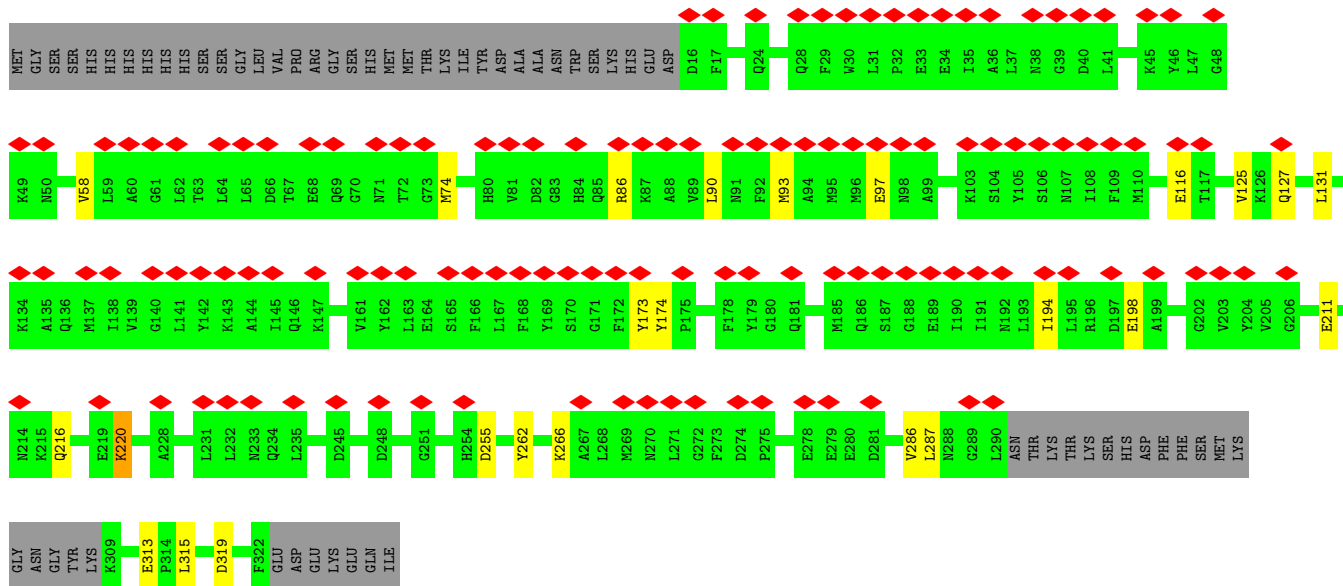 MET GLY SER SER HIS HIS HIS HIS HIS HIS SER SER GLY LEU VAL PRO ARG GLY SER HIS MET MET THR LYS ILE TYR ASP ALA ALA ASN TRP SER LYS HIS GLU ASP D16 F17 Q24 Q28 F29 W30 L31 P32 E33 E34 I35 A36 L37 N38 G39 D40 L41 K45 Y46 L47 G48
K49 N50 V58 L59 A60 G61 L62 T63 L64 L65 D66 T67 E68 Q69 G70 N71 T72 G73 M74 H80 V81 D82 G83 H84 Q85 R86 K87 A88 V89 L90 N91 F92 M93 A94 M95 M96 E97 N98 A99 K103 S104 Y105 S106 N107 I108 F109 M110 E116 T117 V125 K126 Q127 L131
K134 A135 Q136 M137 I138 V139 G140 L141 Y142 K143 A144 I145 Q146 K147 V161 Y162 L163 E164 S165 F166 L167 F168 Y169 S170 G171 F172 Y173 Y174 P175 F178 Y179 G180 Q181 M185 Q186 S187 G188 E189 I190 I191 N192 L193 I194 L195 R196 D197 E198 A199 G202 V203 Y204 V205 G206 E211
N214 K215 Q216 E219 K220 A228 L231 L232 N233 Q234 L235 D245 D248 G251 H254 D255 Y262 K266 A267 L268 M269 N270 L271 G272 F273 D274 P275 E278 E279 E280 D281 V286 L287 N288 G289 L290 ASN THR LYS THR LYS SER HIS ASP PHE PHE SER MET LYS
GLY ASN GLY TYR LYS K309 E313 P314 L315 D319 F322 GLU ASP GLU LYS GLU GLN ILE